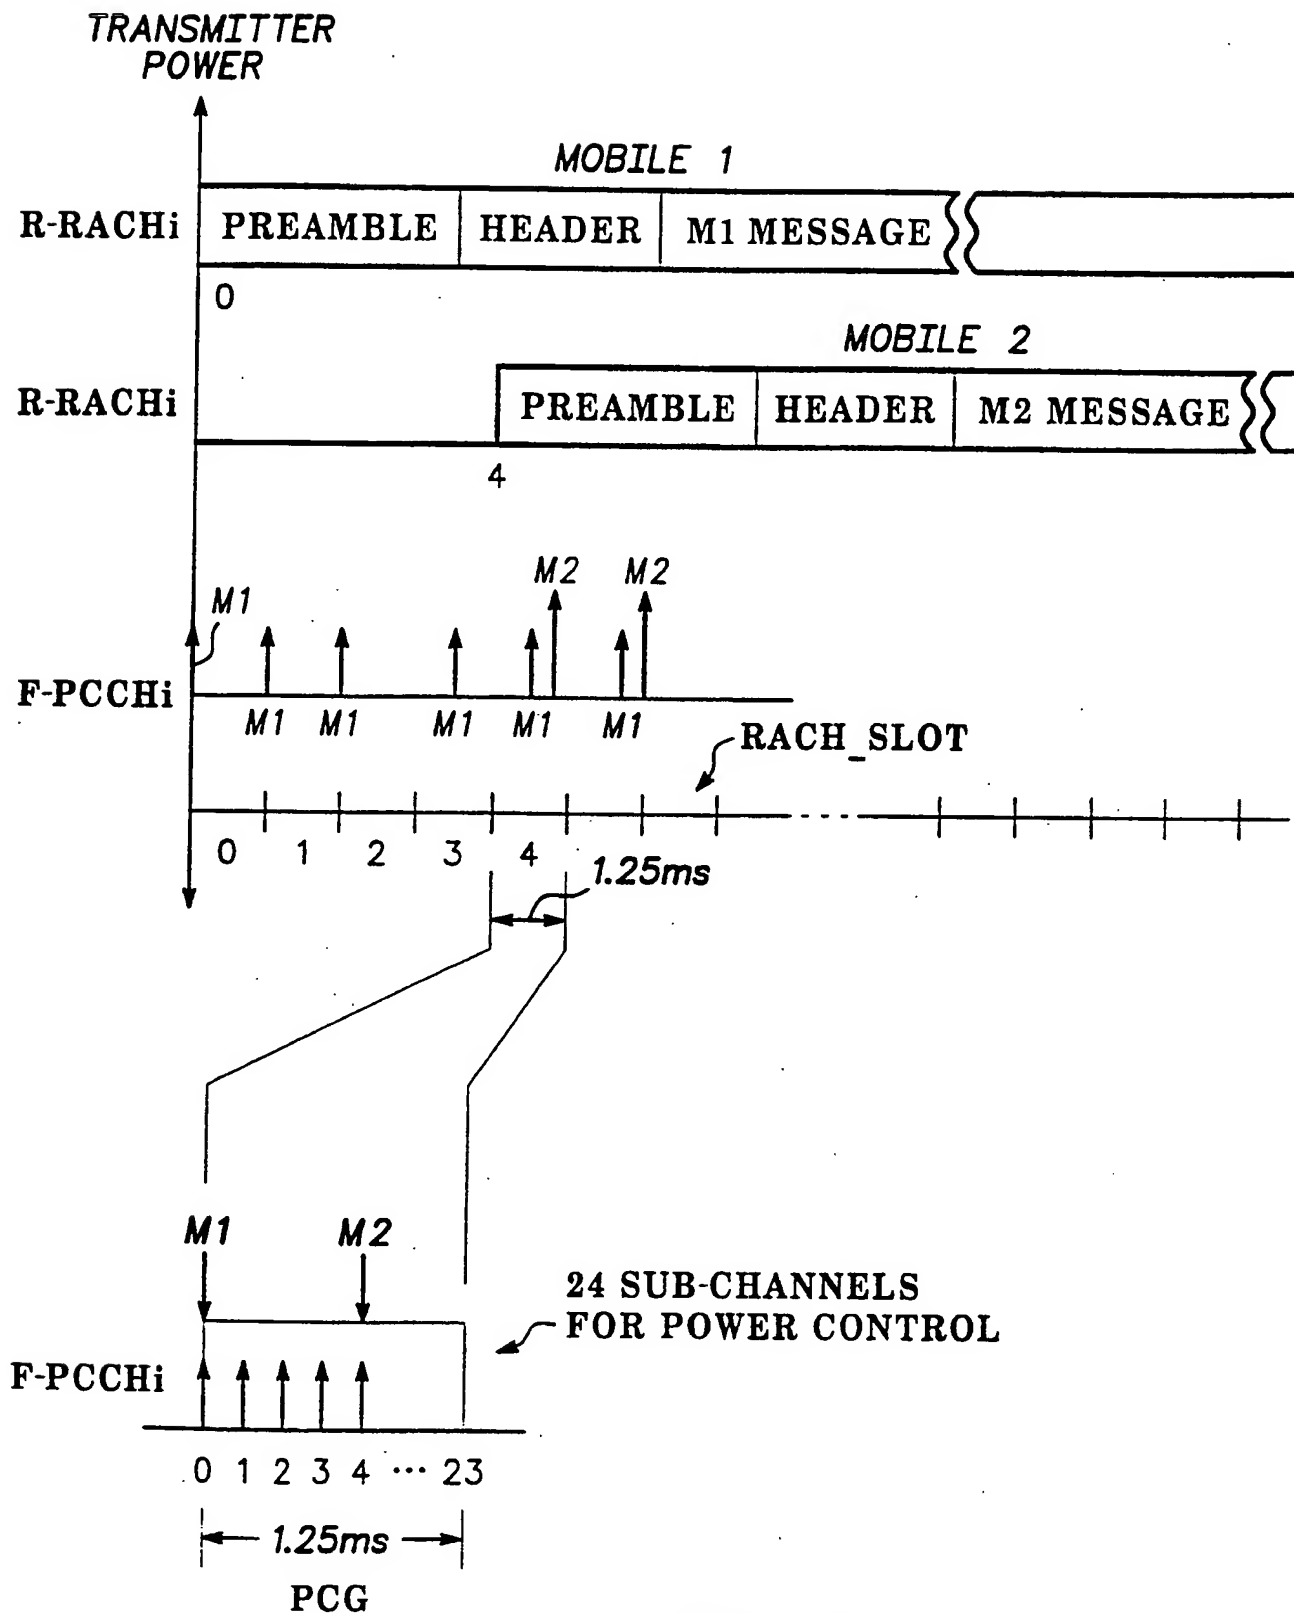 TRANSMITTER
POWER
MOBILE 1
R-RACHi PREAMBLE HEADER M1 MESSAGE
0
MOBILE 2
R-RACHi PREAMBLE HEADER M2 MESSAGE
4
M2 M2
M1
F-PCCHi
M1 M1 M1 M1 M1
RACH_SLOT
0 1 2 3 4
1.25ms
M1 M2
24 SUB-CHANNELS
FOR POWER CONTROL
F-PCCHi
0 1 2 3 4 ... 23
1.25ms
PCG